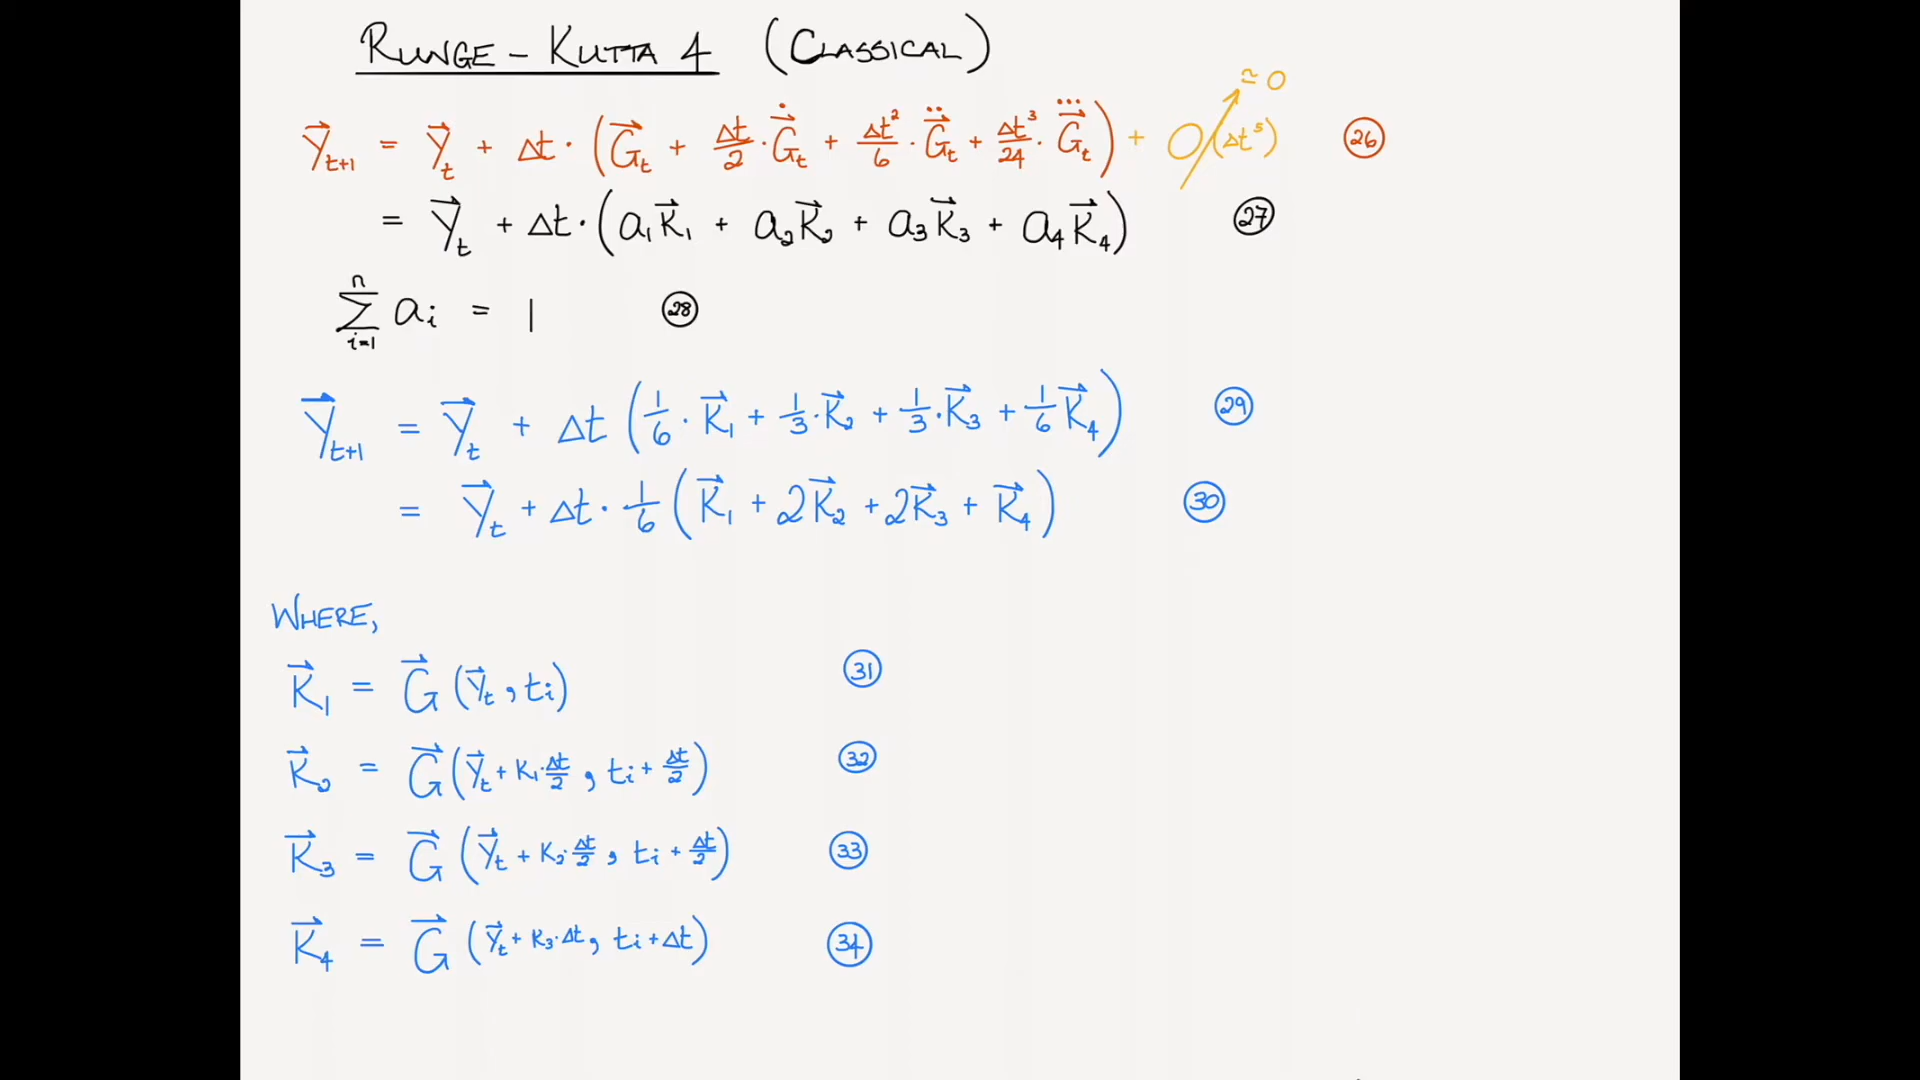 RUNGE - KUTTA 4 (CLASSICAL)
Y⃗ₜ₊₁ = Y⃗ₜ + Δt · (G⃗ₜ + Δt/2 · G⃗̇ₜ + Δt²/6 · G⃗̈ₜ + Δt³/24 · G⃗⃛ₜ) + O(Δt⁵) ≃ 0 (26)
= Y⃗ₜ + Δt · (a₁K⃗₁ + a₂K⃗₂ + a₃K⃗₃ + a₄K⃗₄) (27)
∑ᵢ₌₁ⁿ aᵢ = 1 (28)
Y⃗ₜ₊₁ = Y⃗ₜ + Δt (1/6 · K⃗₁ + 1/3 · K⃗₂ + 1/3 · K⃗₃ + 1/6 K⃗₄) (29)
= Y⃗ₜ + Δt · 1/6 (K⃗₁ + 2K⃗₂ + 2K⃗₃ + K⃗₄) (30)
WHERE,
K⃗₁ = G⃗ (Y⃗ₜ, tᵢ) (31)
K⃗₂ = G⃗ (Y⃗ₜ + K₁·Δt/2, tᵢ + Δt/2) (32)
K⃗₃ = G⃗ (Y⃗ₜ + K₂·Δt/2, tᵢ + Δt/2) (33)
K⃗₄ = G⃗ (Y⃗ₜ + K₃·Δt, tᵢ + Δt) (34)